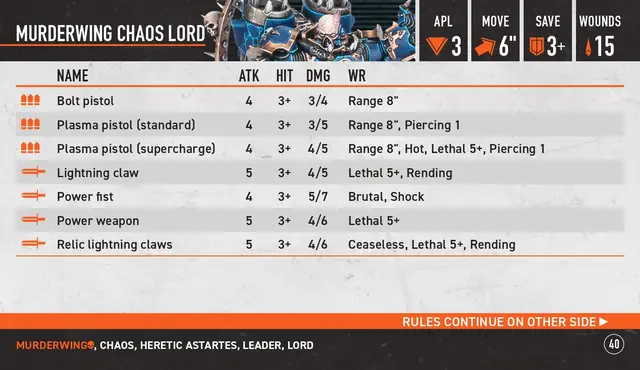 MURDERWING CHAOS LORD
APL 3
MOVE 6"
SAVE 3+
WOUNDS 15
NAME ATK HIT DMG WR
Bolt pistol 4 3+ 3/4 Range 8"
Plasma pistol (standard) 4 3+ 3/5 Range 8", Piercing 1
Plasma pistol (supercharge) 4 3+ 4/5 Range 8", Hot, Lethal 5+, Piercing 1
Lightning claw 5 3+ 4/5 Lethal 5+, Rending
Power fist 4 3+ 5/7 Brutal, Shock
Power weapon 5 3+ 4/6 Lethal 5+
Relic lightning claws 5 3+ 4/6 Ceaseless, Lethal 5+, Rending
RULES CONTINUE ON OTHER SIDE ▶
MURDERWING, CHAOS, HERETIC ASTARTES, LEADER, LORD
40